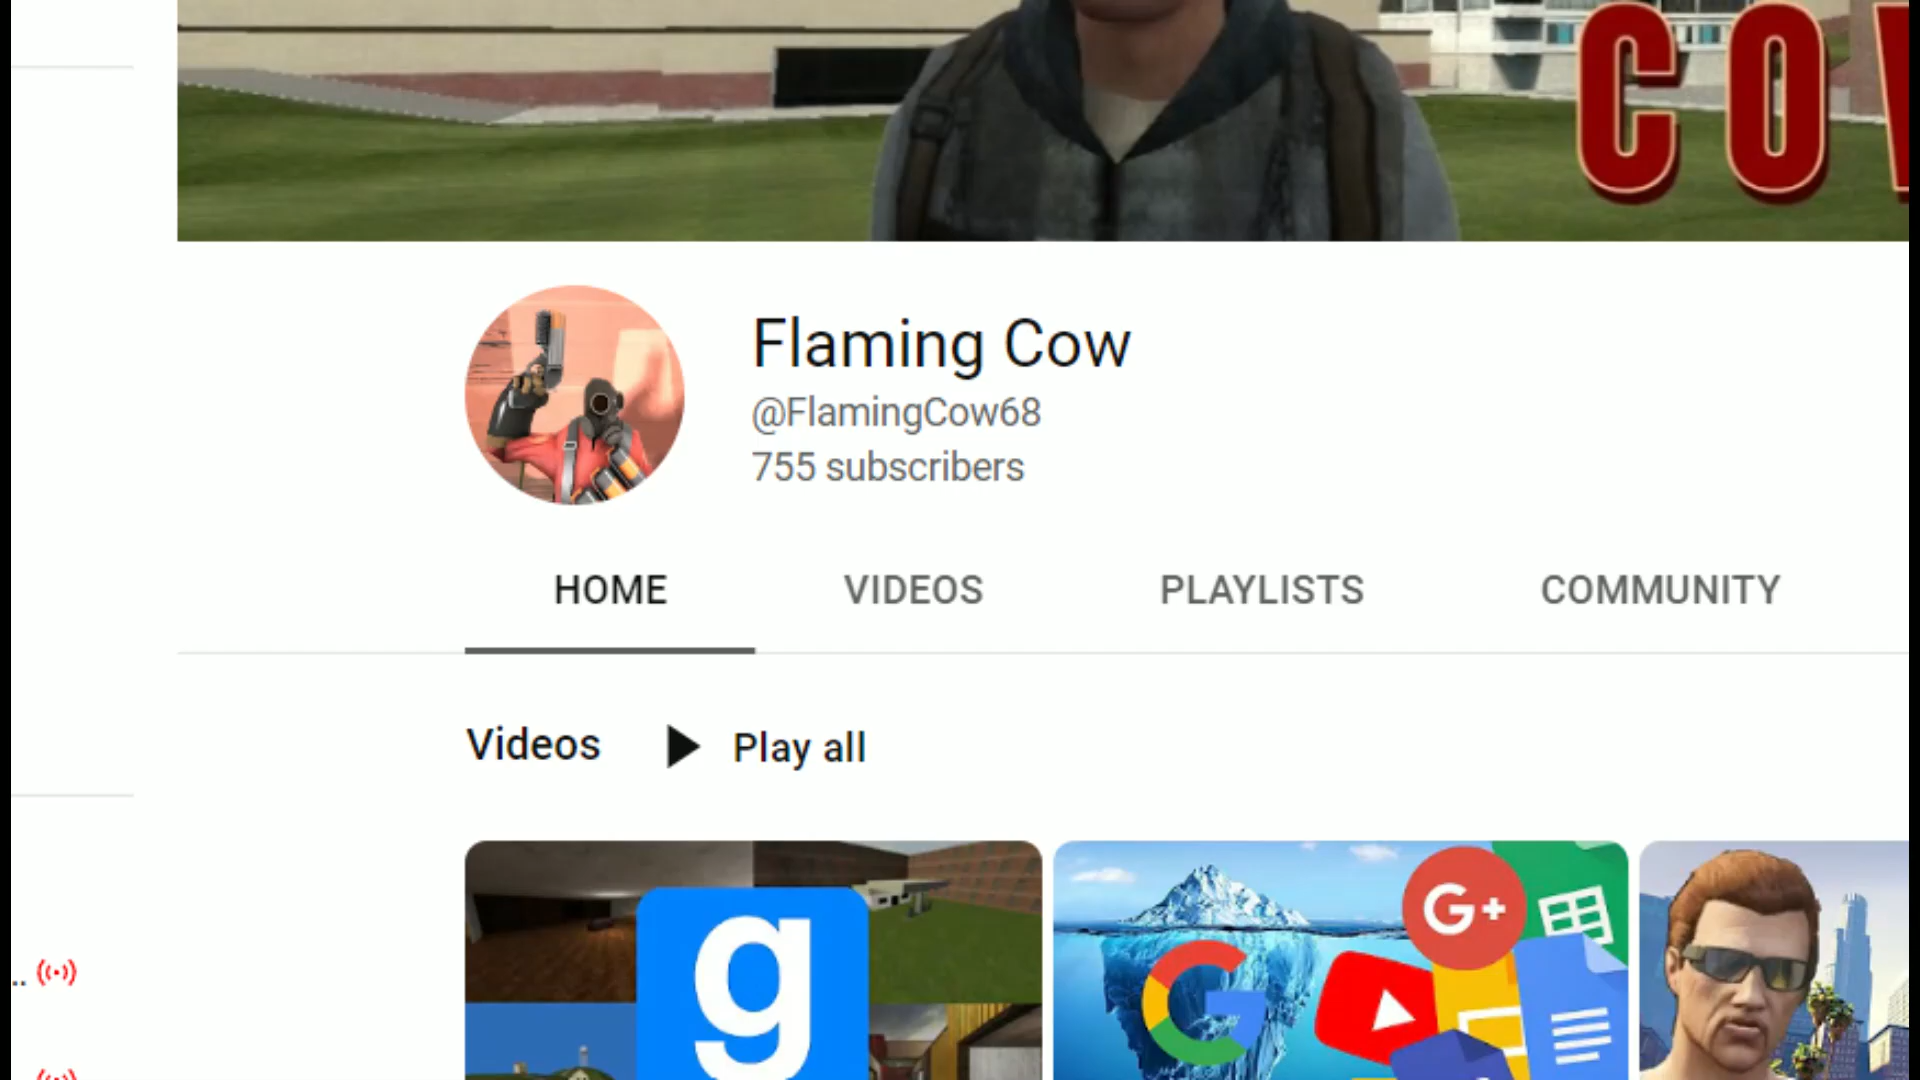 COW
Flaming Cow
@FlamingCow68
755 subscribers
HOME VIDEOS PLAYLISTS COMMUNITY
Videos Play all
g
G+
G
..